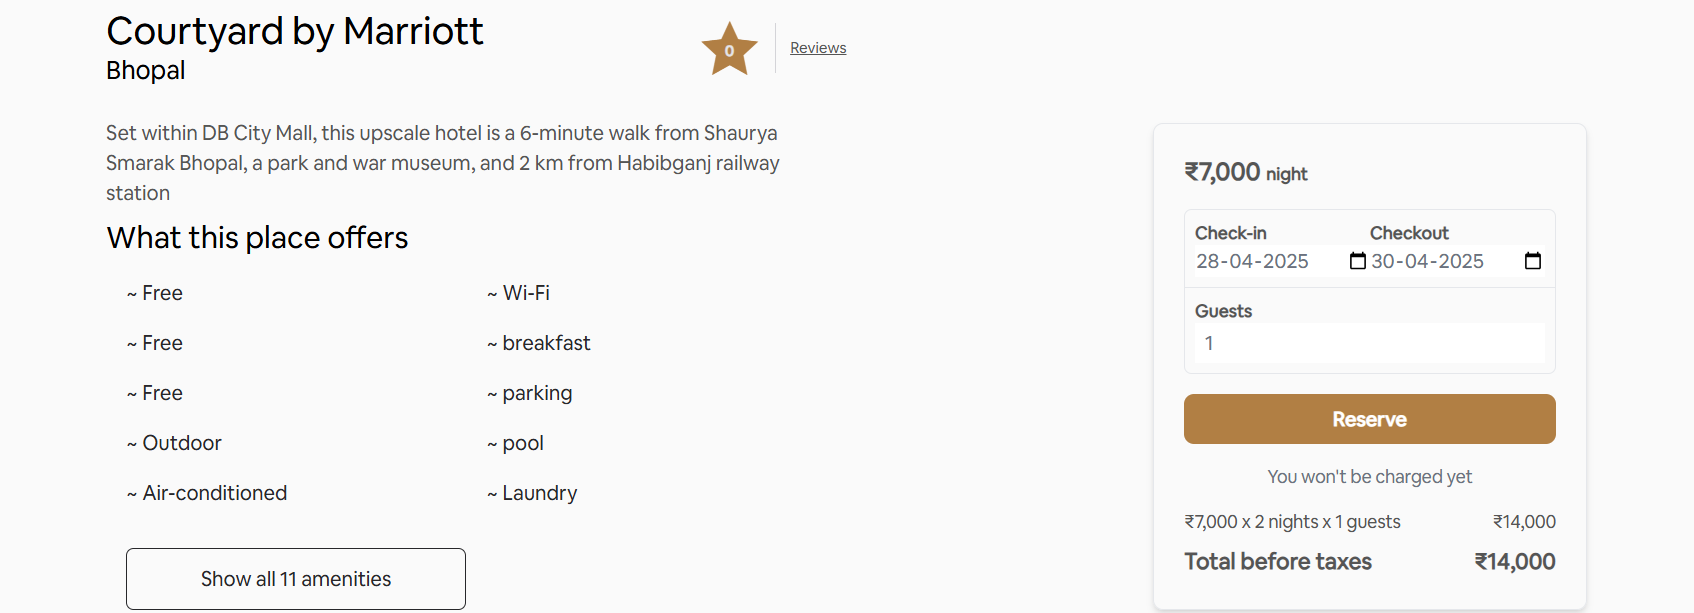 Courtyard by Marriott
Bhopal
0
Reviews
Set within DB City Mall, this upscale hotel is a 6-minute walk from Shaurya
Smarak Bhopal, a park and war museum, and 2 km from Habibganj railway
station
What this place offers
~ Free
~ Wi-Fi
~ Free
~ breakfast
~ Free
~ parking
~ Outdoor
~ pool
~ Air-conditioned
~ Laundry
Show all 11 amenities
₹7,000 night
Check-in
Checkout
28-04-2025
30-04-2025
Guests
1
Reserve
You won't be charged yet
₹7,000 x 2 nights x 1 guests
₹14,000
Total before taxes
₹14,000